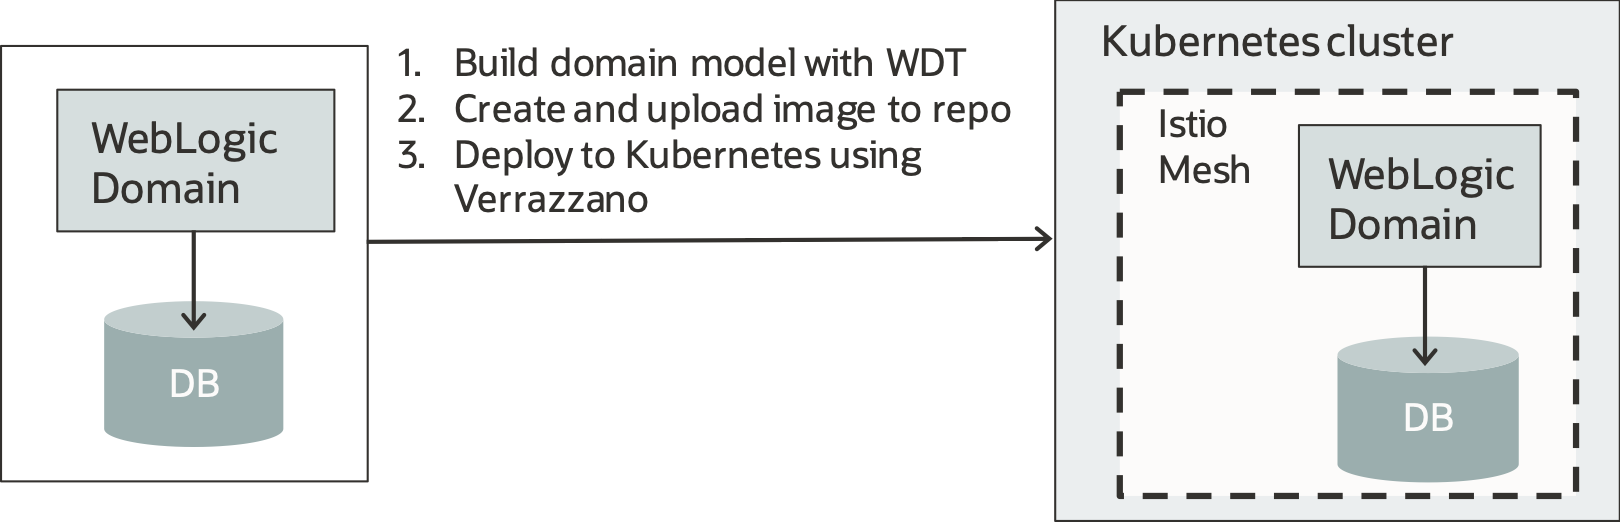 WebLogic
Domain
DB
1. Build domain model with WDT
2. Create and upload image to repo
3. Deploy to Kubernetes using
Verrazzano
Kubernetes cluster
Istio
Mesh
WebLogic
Domain
DB